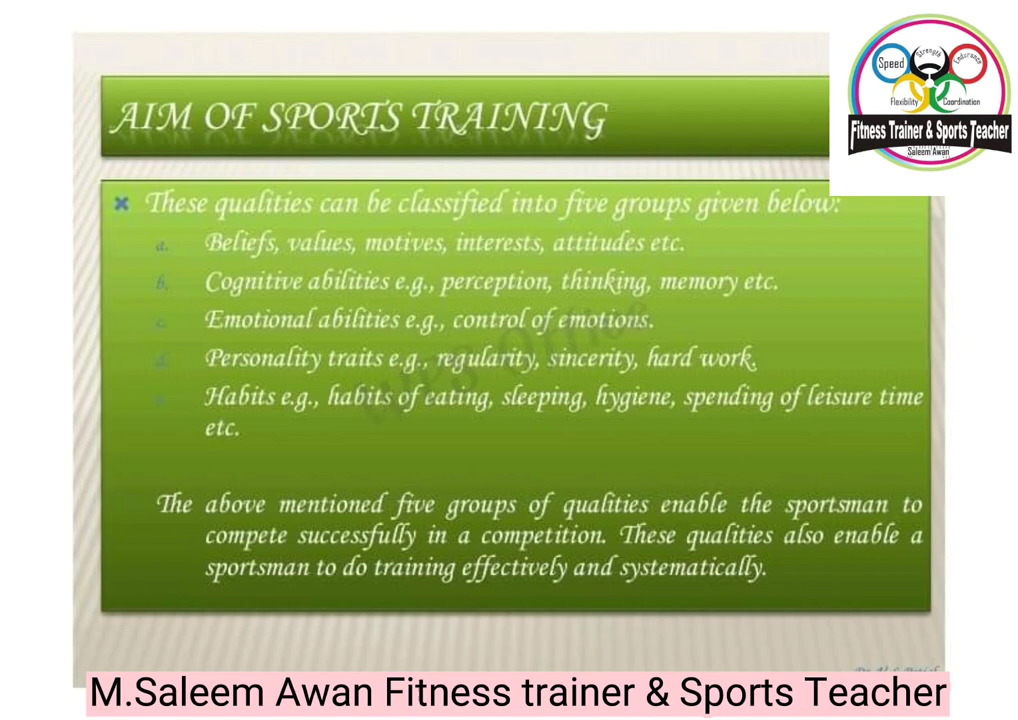 AIM OF SPORTS TRAINING
Speed
Strength
Endurance
Flexibility
Coordination
Fitness Trainer & Sports Teacher
Saleem Awan
These qualities can be classified into five groups given below:
a. Beliefs, values, motives, interests, attitudes etc.
b. Cognitive abilities e.g., perception, thinking, memory etc.
c. Emotional abilities e.g., control of emotions.
d. Personality traits e.g., regularity, sincerity, hard work.
e. Habits e.g., habits of eating, sleeping, hygiene, spending of leisure time
etc.
The above mentioned five groups of qualities enable the sportsman to
compete successfully in a competition. These qualities also enable a
sportsman to do training effectively and systematically.
WPS Office
M.Saleem Awan Fitness trainer & Sports Teacher